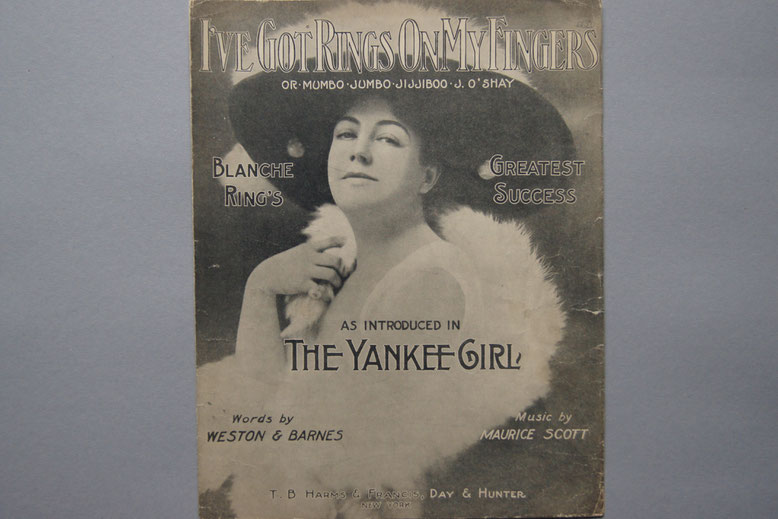 I'VE GOT RINGS ON MY FINGERS
OR · MUMBO · JUMBO · JIJJIBOO · J. O'SHAY
BLANCHE RING'S
GREATEST SUCCESS
AS INTRODUCED IN
THE YANKEE GIRL
Words by
WESTON & BARNES
Music by
MAURICE SCOTT
T. B HARMS & FRANCIS, DAY & HUNTER
NEW YORK